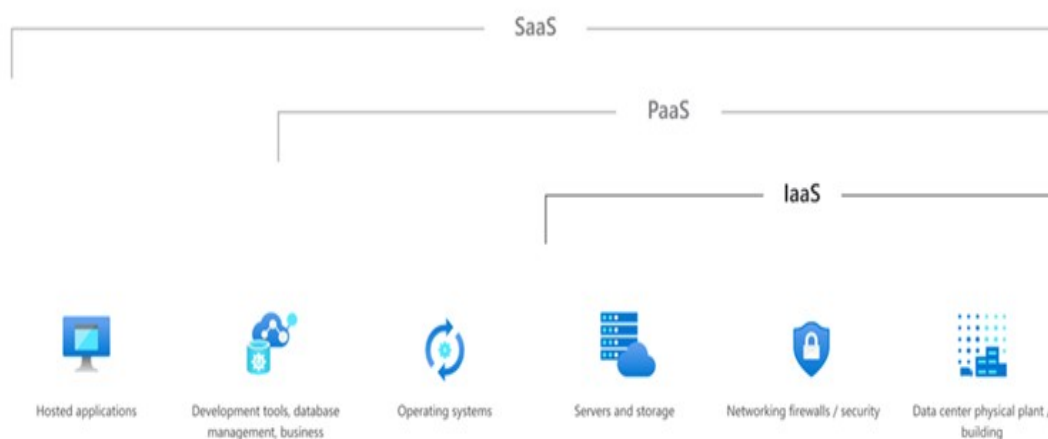 SaaS
PaaS
IaaS
Hosted applications
Development tools, database
management, business
Operating systems
Servers and storage
Networking firewalls / security
Data center physical plant /
building